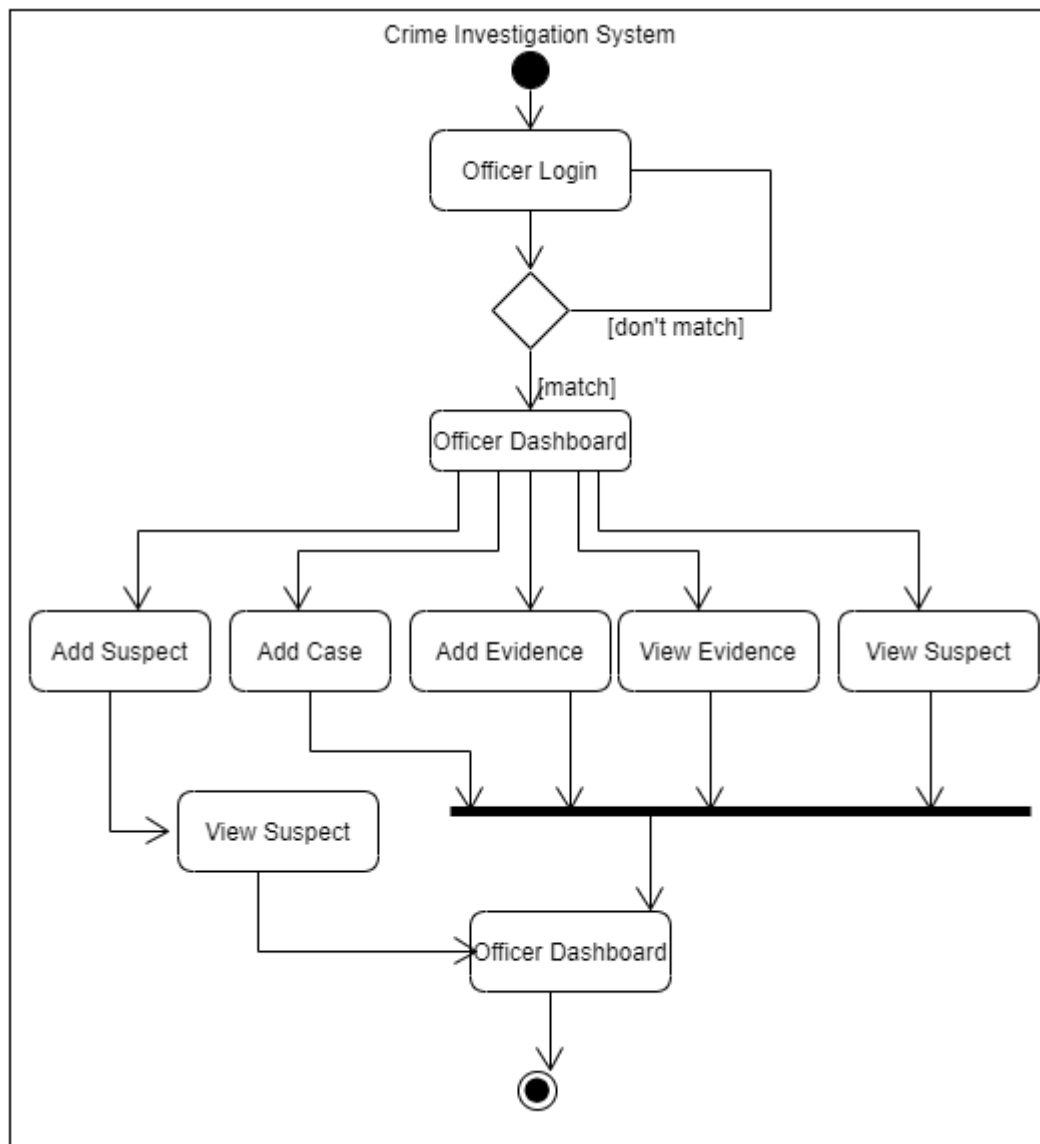 Crime Investigation System
Officer Login
[don't match]
[match]
Officer Dashboard
Add Suspect
Add Case
Add Evidence
View Evidence
View Suspect
View Suspect
Officer Dashboard